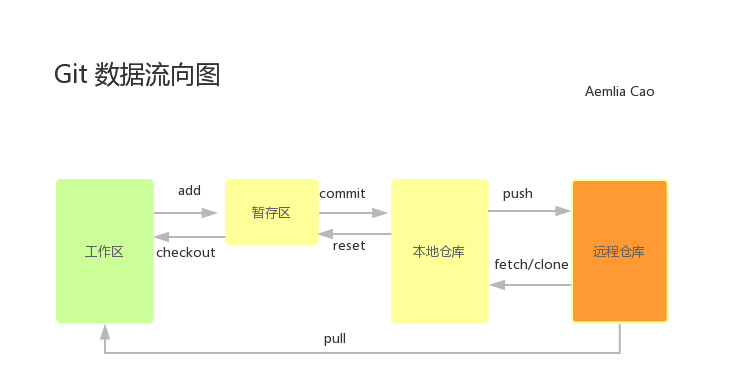 Git 数据流向图
Aemlia Cao
add
commit
push
暂存区
工作区
checkout
reset
本地仓库
fetch/clone
远程仓库
pull